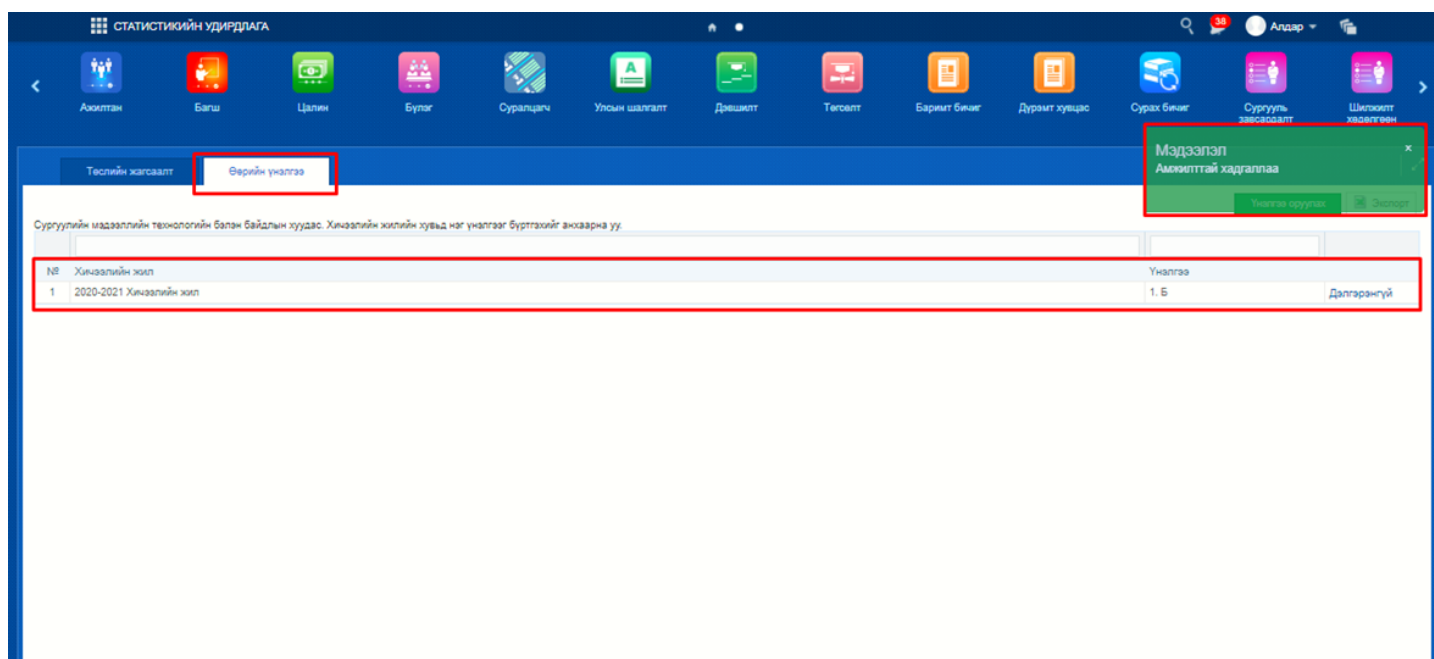 СТАТИСТИКИЙН УДИРДЛАГА
38
Алдар
Ажилтан
Багш
Цалин
Бүлэг
Суралцагч
Улсын шалгалт
Дэвшилт
Төгсөлт
Баримт бичиг
Дүрэмт хувцас
Сурах бичиг
Сургууль
завсардалт
Шилжилт
хөдөлгөөн
Төслийн жагсаалт
Өөрийн үнэлгээ
Мэдээлэл
×
Амжилттай хадгаллаа
Үнэлгээ оруулах
Экспорт
Сургуулийн мэдээллийн технологийн бэлэн байдлын хуудас. Хичээлийн жилийн хувьд нэг үнэлгээг бүртгэхийг анхаарна уу.
№ Хичээлийн жил Үнэлгээ
1 2020-2021 Хичээлийн жил 1. Б Дэлгэрэнгүй